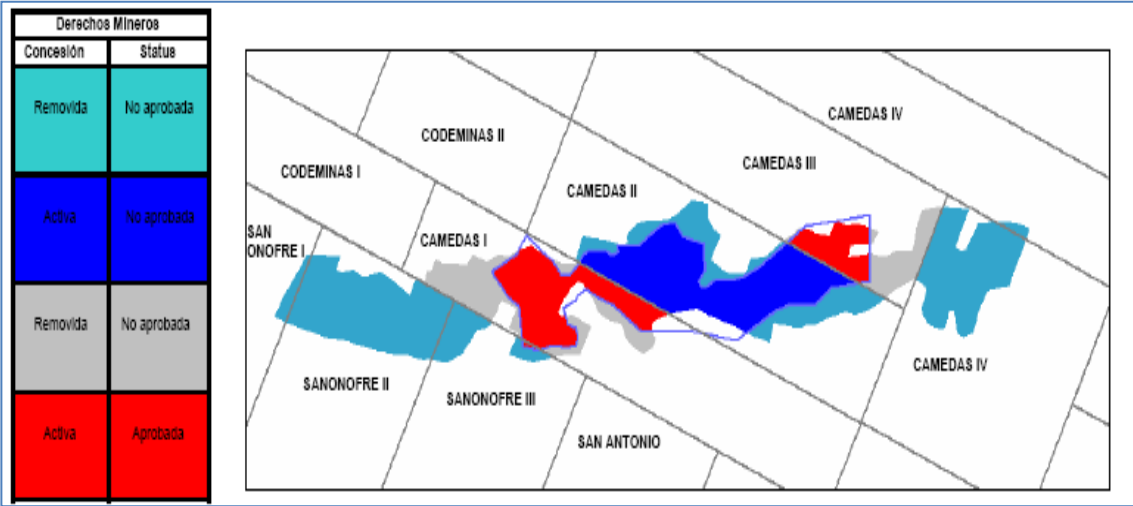 Derechos Mineros
Concesión Status
Removida No aprobada
Activa No aprobada
Removida No aprobada
Activa Aprobada
CAMEDAS IV
CODEMINAS II
CAMEDAS III
CODEMINAS I
CAMEDAS II
SAN
ONOFRE I
CAMEDAS I
CAMEDAS IV
SANONOFRE II
SANONOFRE III
SAN ANTONIO